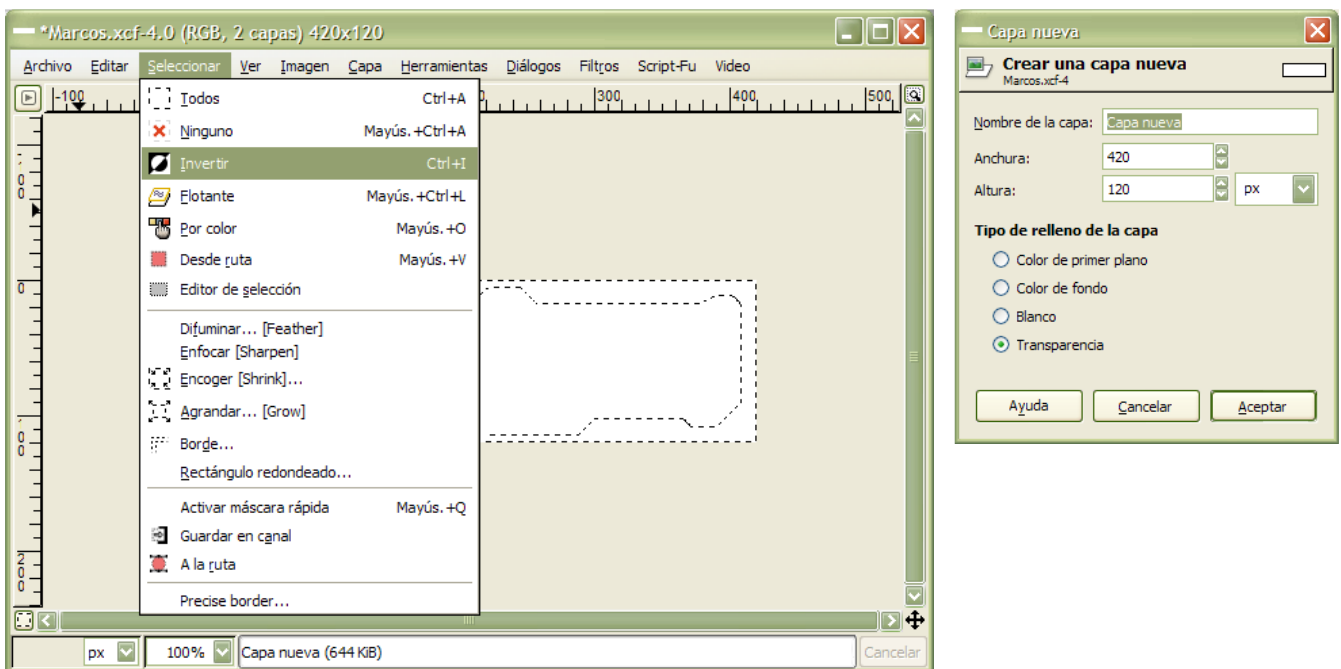 *Marcos.xcf-4.0 (RGB, 2 capas) 420x120
Archivo Editar Seleccionar Ver Imagen Capa Herramientas Diálogos Filtros Script-Fu Video
-100 300 400 500
Todos Ctrl+A
Ninguno Mayús.+Ctrl+A
Invertir Ctrl+I
Flotante Mayús.+Ctrl+L
Por color Mayús.+O
Desde ruta Mayús.+V
Editor de selección
Difuminar... [Feather]
Enfocar [Sharpen]
Encoger [Shrink]...
Agrandar... [Grow]
Borde...
Rectángulo redondeado...
Activar máscara rápida Mayús.+Q
Guardar en canal
A la ruta
Precise border...
-100
0
100
200
px 100% Capa nueva (644 KiB) Cancelar
Capa nueva
Crear una capa nueva
Marcos.xcf-4
Nombre de la capa: Capa nueva
Anchura: 420
Altura: 120 px
Tipo de relleno de la capa
Color de primer plano
Color de fondo
Blanco
Transparencia
Ayuda Cancelar Aceptar